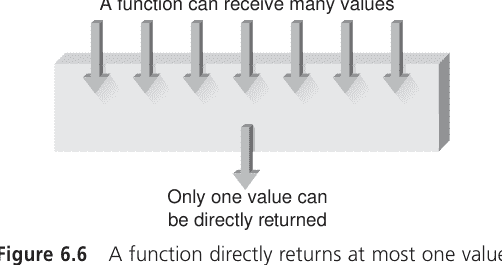 A function can receive many values
Only one value can
be directly returned
Figure 6.6 A function directly returns at most one value